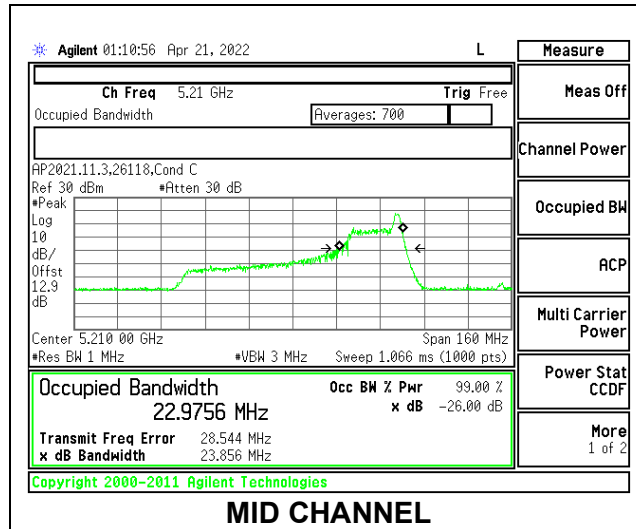 Agilent 01:10:56 Apr 21, 2022 L Measure
Ch Freq 5.21 GHz Trig Free
Meas Off
Occupied Bandwidth Averages: 700
Channel Power
AP2021.11.3,26118,Cond C
Ref 30 dBm #Atten 30 dB
#Peak
Log
10
dB/
Offst
12.9
dB
Occupied BW
ACP
Center 5.210 00 GHz Span 160 MHz
#Res BW 1 MHz #VBW 3 MHz Sweep 1.066 ms (1000 pts)
Multi Carrier
Power
Occupied Bandwidth Occ BW % Pwr 99.00 %
22.9756 MHz x dB -26.00 dB
Transmit Freq Error 28.544 MHz
x dB Bandwidth 23.856 MHz
Power Stat
CCDF
More
1 of 2
Copyright 2000-2011 Agilent Technologies
MID CHANNEL